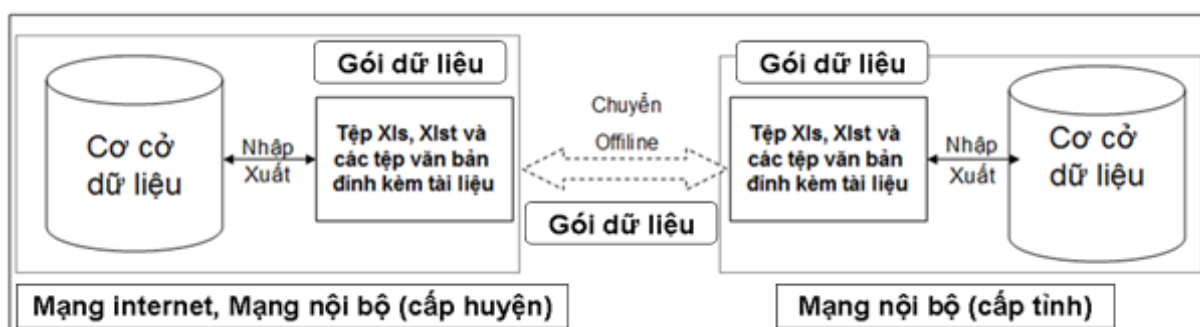 Gói dữ liệu
Cơ cở
dữ liệu
Nhập
Xuất
Tệp Xls, Xlst và
các tệp văn bản
đính kèm tài liệu
Chuyển
Offiline
Gói dữ liệu
Gói dữ liệu
Tệp Xls, Xlst và
các tệp văn bản
đính kèm tài liệu
Nhập
Xuất
Cơ cở
dữ liệu
Mạng internet, Mạng nội bộ (cấp huyện)
Mạng nội bộ (cấp tỉnh)